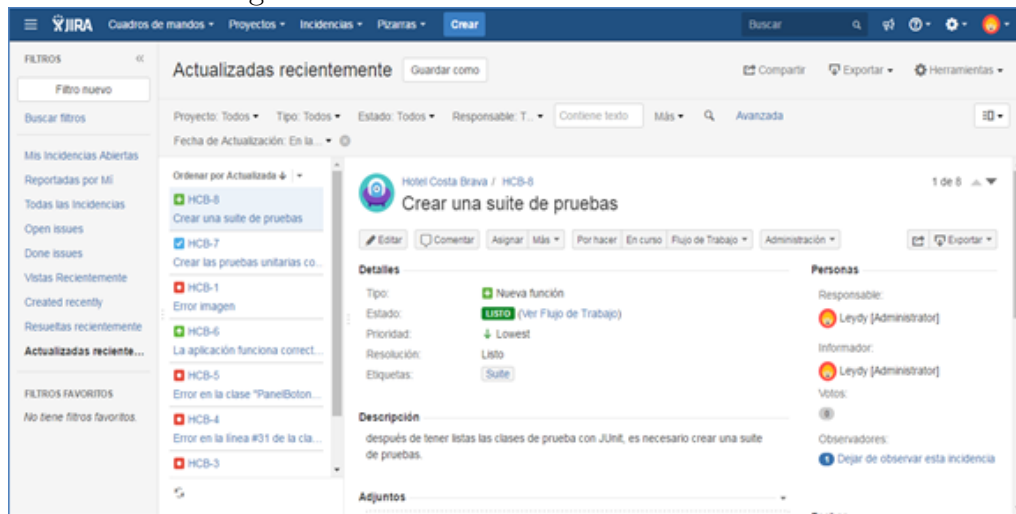 JIRA Cuadros de mandos Proyectos Incidencias Pizarras Crear Buscar
FILTROS
Filtro nuevo
Buscar filtros
Mis Incidencias Abiertas
Reportadas por Mí
Todas las Incidencias
Open issues
Done issues
Vistas Recientemente
Created recently
Resueltas recientemente
Actualizadas reciente...
FILTROS FAVORITOS
No tiene filtros favoritos.
Actualizadas recientemente Guardar como Compartir Exportar Herramientas
Proyecto: Todos Tipo: Todos Estado: Todos Responsable: T... Contiene texto Más Avanzada
Fecha de Actualización: En la...
Ordenar por Actualizada
HCB-8
Crear una suite de pruebas
HCB-7
Crear las pruebas unitarias co...
HCB-1
Error imagen
HCB-6
La aplicación funciona correct...
HCB-5
Error en la clase "PanelBoton...
HCB-4
Error en la línea #31 de la cla...
HCB-3
Hotel Costa Brava / HCB-8
1 de 8
Crear una suite de pruebas
Editar Comentar Asignar Más Por hacer En curso Flujo de Trabajo Administración Exportar
Detalles
Tipo: Nueva función
Estado: LISTO (Ver Flujo de Trabajo)
Prioridad: Lowest
Resolución: Listo
Etiquetas: Suite
Descripción
después de tener listas las clases de prueba con JUnit, es necesario crear una suite
de pruebas.
Adjuntos
Personas
Responsable:
Leydy [Administrator]
Informador:
Leydy [Administrator]
Votos:
0
Observadores:
1 Dejar de observar esta incidencia